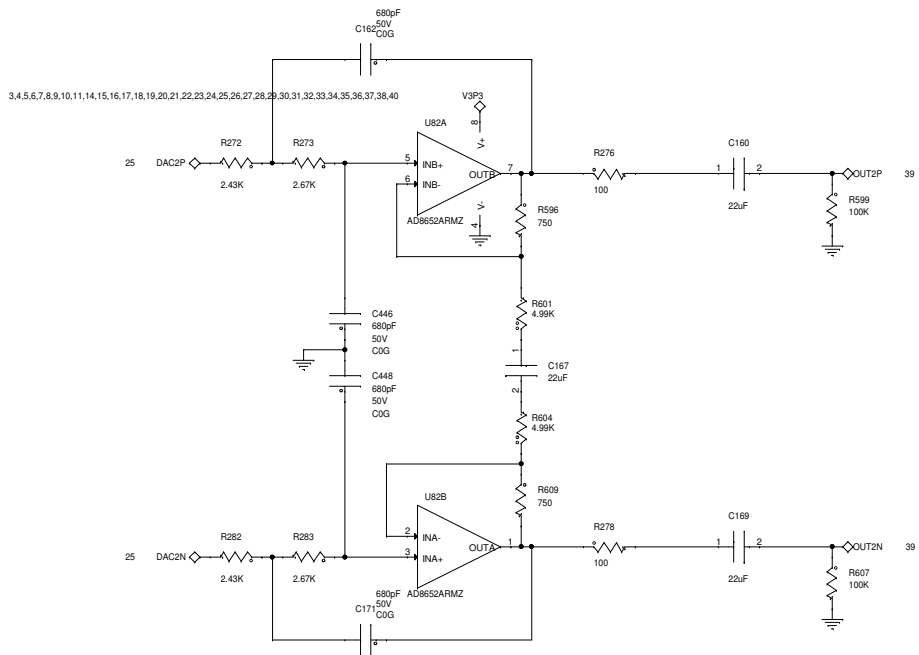 680pF
50V
C162 C0G
3,4,5,6,7,8,9,10,11,14,15,16,17,18,19,20,21,22,23,24,25,26,27,28,29,30,31,32,33,34,35,36,37,38,40
V3P3
U82A
8
V+
R272
R273
25 DAC2P
2.43K
2.67K
5 INB+
6 INB-
OUTB 7
AD8652ARMZ
V-
4
R596
750
R276
100
C160
1 2
22uF
OUT2P 39
R599
100K
R601
4.99K
C446
680pF
50V
C0G
1
C167
22uF
2
C448
680pF
50V
C0G
R604
4.99K
U82B
R609
750
R282
R283
25 DAC2N
2.43K
2.67K
2 INA-
3 INA+
OUTA 1
AD8652ARMZ
R278
100
C169
1 2
22uF
OUT2N 39
R607
100K
680pF
50V
C171 C0G